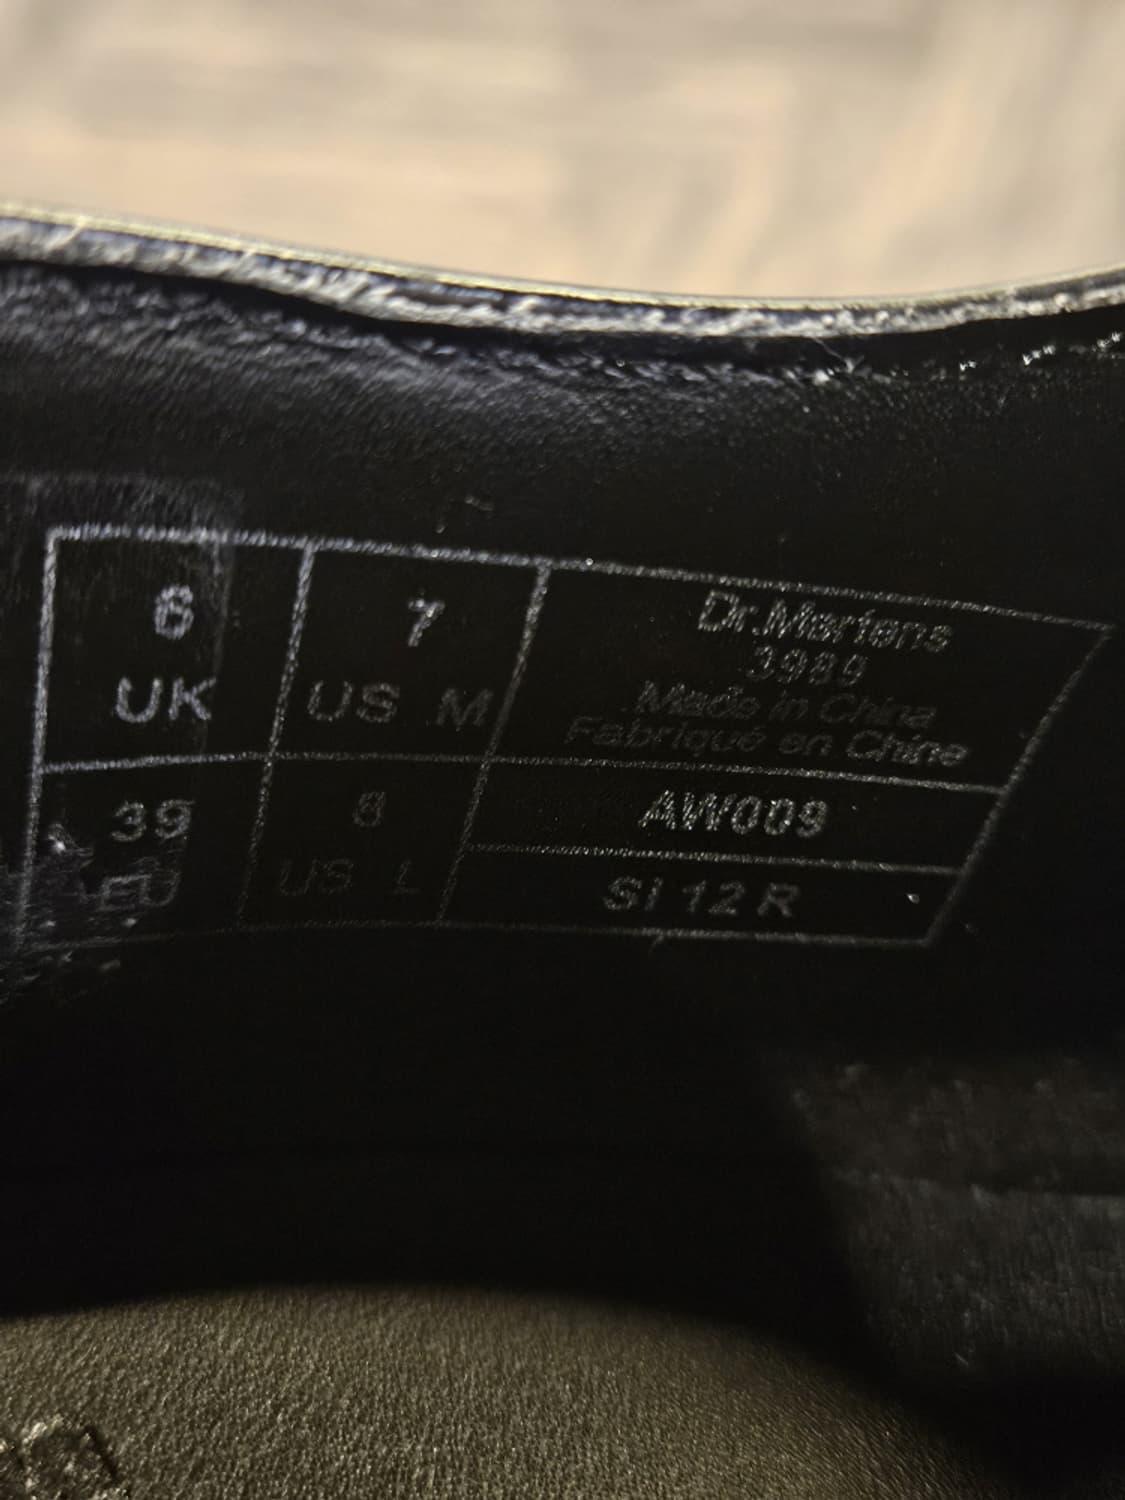 6
UK
7
US M
Dr.Martens
3989
Made in China
Fabriqué en Chine
39
EU
8
US L
AW009
SI 12 R